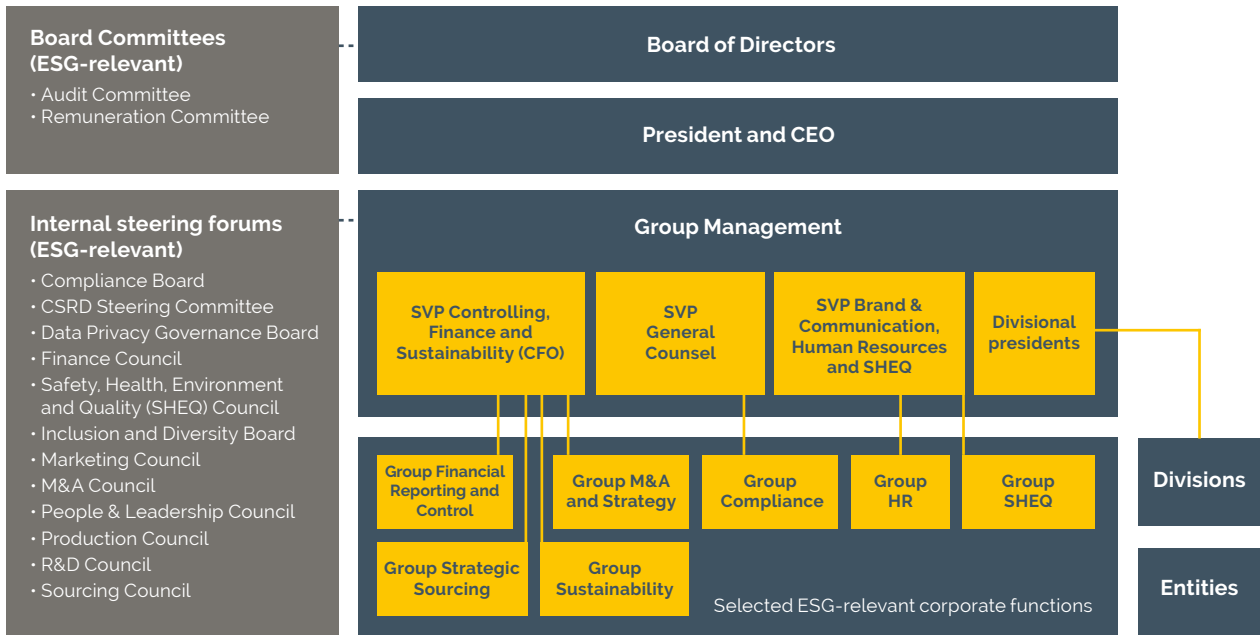 Board Committees
(ESG-relevant)
• Audit Committee
• Remuneration Committee
Board of Directors
President and CEO
Internal steering forums
(ESG-relevant)
• Compliance Board
• CSRD Steering Committee
• Data Privacy Governance Board
• Finance Council
• Safety, Health, Environment
and Quality (SHEQ) Council
• Inclusion and Diversity Board
• Marketing Council
• M&A Council
• People & Leadership Council
• Production Council
• R&D Council
• Sourcing Council
Group Management
SVP Controlling,
Finance and
Sustainability (CFO)
SVP
General
Counsel
SVP Brand &
Communication,
Human Resources
and SHEQ
Divisional
presidents
Group Financial
Reporting and
Control
Group M&A
and Strategy
Group
Compliance
Group
HR
Group
SHEQ
Group Strategic
Sourcing
Group
Sustainability
Selected ESG-relevant corporate functions
Divisions
Entities